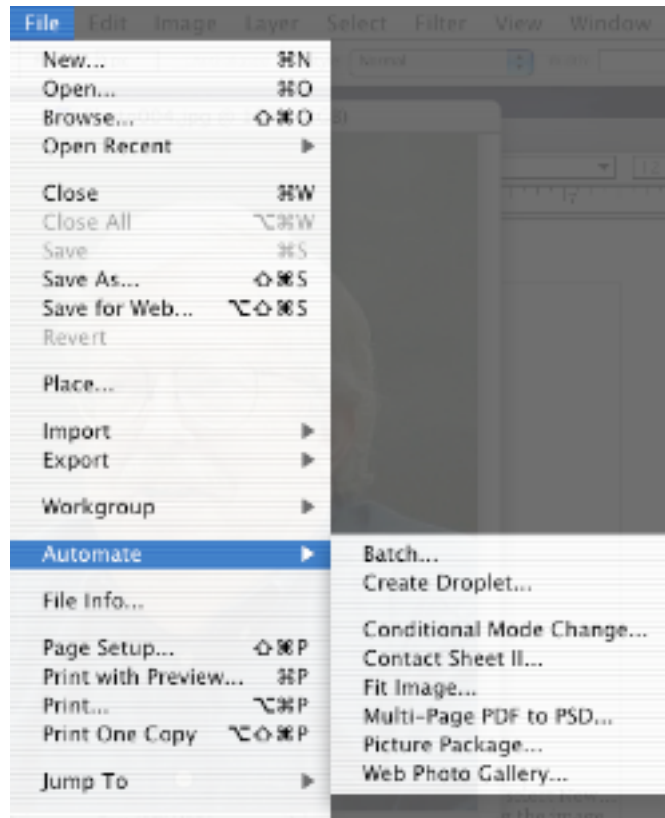 File Edit Image Layer Select Filter View Window
New... ⌘N
Open... ⌘O
Browse... ⇧⌘O
Open Recent ▶
Close ⌘W
Close All ⌥⌘W
Save ⌘S
Save As... ⇧⌘S
Save for Web... ⌥⇧⌘S
Revert
Place...
Import ▶
Export ▶
Workgroup ▶
Automate ▶
File Info...
Page Setup... ⇧⌘P
Print with Preview... ⌘P
Print... ⌥⌘P
Print One Copy ⌥⇧⌘P
Jump To ▶
Batch...
Create Droplet...
Conditional Mode Change...
Contact Sheet II...
Fit Image...
Multi-Page PDF to PSD...
Picture Package...
Web Photo Gallery...